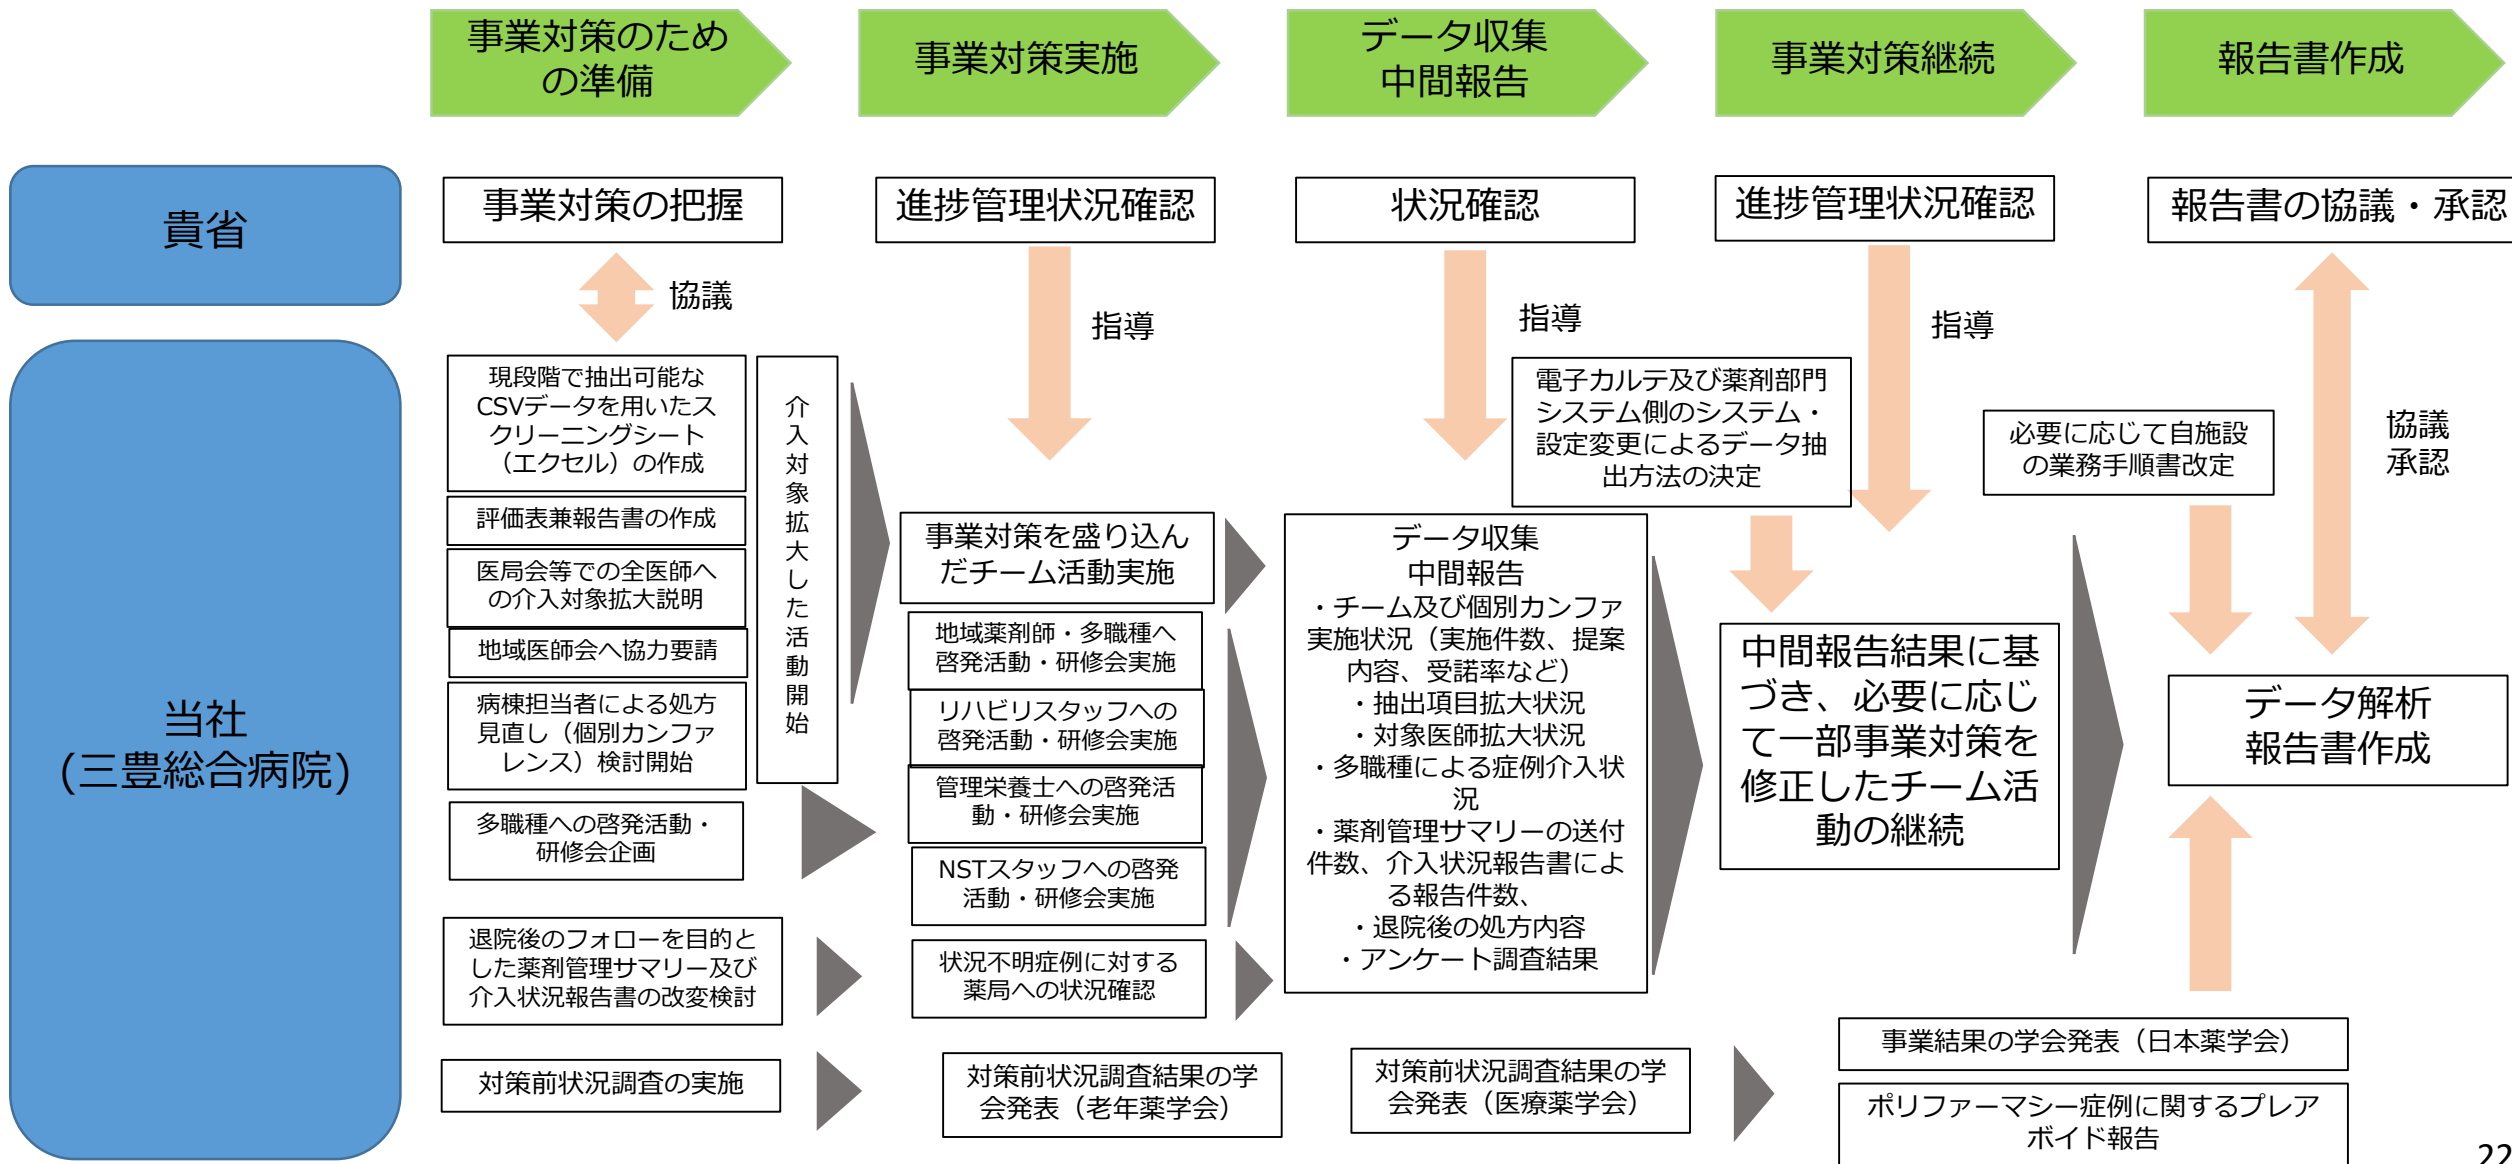 事業対策のため
の準備
事業対策実施
データ収集
中間報告
事業対策継続
報告書作成
貴省
事業対策の把握
進捗管理状況確認
状況確認
進捗管理状況確認
報告書の協議・承認
協議
指導
指導
指導
協議
承認
当社
(三豊総合病院)
現段階で抽出可能な
CSVデータを用いたス
クリーニングシート
（エクセル）の作成
評価表兼報告書の作成
医局会等での全医師へ
の介入対象拡大説明
地域医師会へ協力要請
病棟担当者による処方
見直し（個別カンファ
レンス）検討開始
多職種への啓発活動・
研修会企画
退院後のフォローを目的と
した薬剤管理サマリー及び
介入状況報告書の改変検討
対策前状況調査の実施
介入対象拡大した活動開始
事業対策を盛り込ん
だチーム活動実施
地域薬剤師・多職種へ
啓発活動・研修会実施
リハビリスタッフへの
啓発活動・研修会実施
管理栄養士への啓発活
動・研修会実施
NSTスタッフへの啓発
活動・研修会実施
状況不明症例に対する
薬局への状況確認
対策前状況調査結果の学
会発表（老年薬学会）
電子カルテ及び薬剤部門
システム側のシステム・
設定変更によるデータ抽
出方法の決定
データ収集
中間報告
・チーム及び個別カンファ
実施状況（実施件数、提案
内容、受諾率など）
・抽出項目拡大状況
・対象医師拡大状況
・多職種による症例介入状
況
・薬剤管理サマリーの送付
件数、介入状況報告書によ
る報告件数、
・退院後の処方内容
・アンケート調査結果
対策前状況調査結果の学
会発表（医療薬学会）
必要に応じて自施設
の業務手順書改定
中間報告結果に基
づき、必要に応じ
て一部事業対策を
修正したチーム活
動の継続
データ解析
報告書作成
事業結果の学会発表（日本薬学会）
ポリファーマシー症例に関するプレア
ボイド報告
22